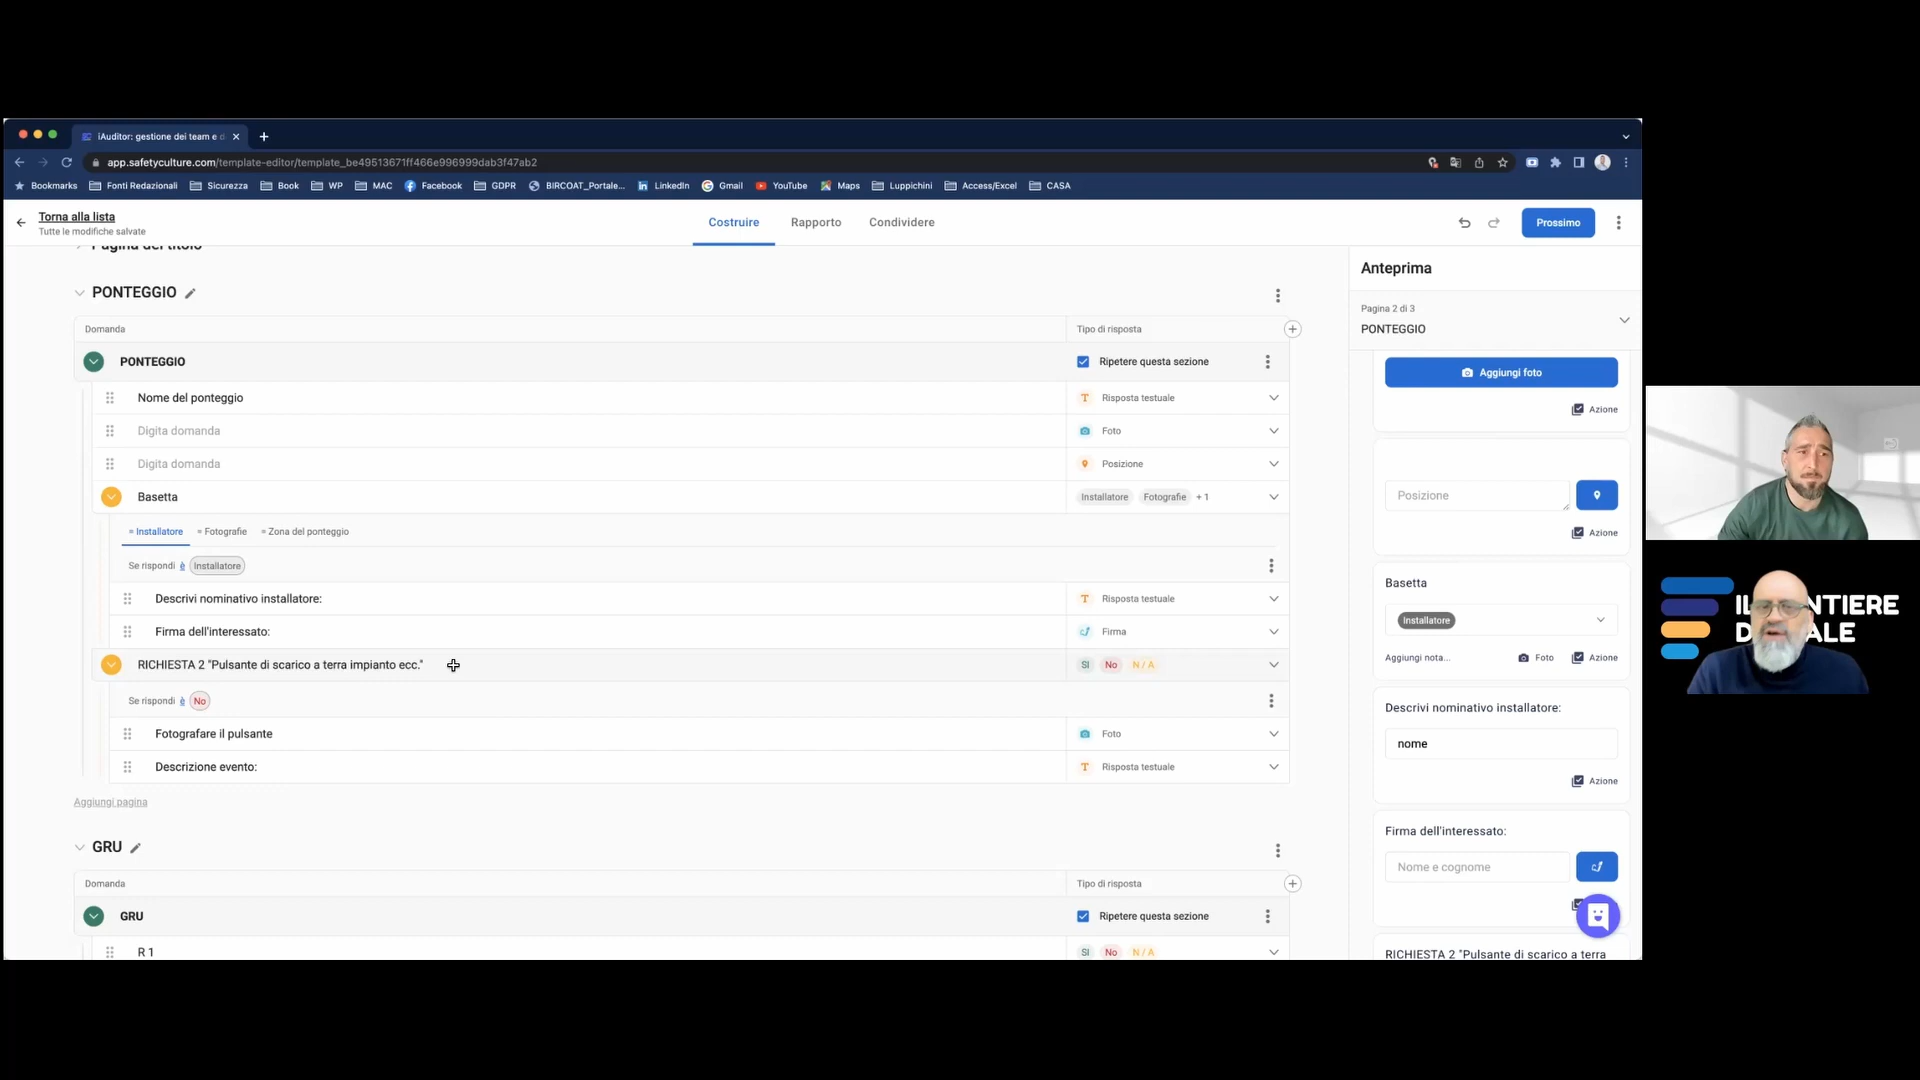 iAuditor: gestione dei team e d
app.safetyculture.com/template-editor/template_be49513671ff466e996999dab3f47ab2
Bookmarks Fonti Redazionali Sicurezza Book WP MAC Facebook GDPR BIRCOAT_Portale... LinkedIn Gmail YouTube Maps Luppichini Access/Excel CASA
Torna alla lista
Tutte le modifiche salvate
Costruire Rapporto Condividere
Prossimo
Pagina del titolo
PONTEGGIO
Domanda Tipo di risposta
PONTEGGIO Ripetere questa sezione
Nome del ponteggio Risposta testuale
Digita domanda Foto
Digita domanda Posizione
Basetta Installatore Fotografie + 1
= Installatore = Fotografie = Zona del ponteggio
Se rispondi è Installatore
Descrivi nominativo installatore: Risposta testuale
Firma dell'interessato: Firma
RICHIESTA 2 "Pulsante di scarico a terra impianto ecc." SI No N / A
Se rispondi è No
Fotografare il pulsante Foto
Descrizione evento: Risposta testuale
Aggiungi pagina
GRU
Domanda Tipo di risposta
GRU Ripetere questa sezione
R 1 SI No N / A
Anteprima
Pagina 2 di 3
PONTEGGIO
Aggiungi foto
Azione
Posizione
Azione
Basetta
Installatore
Aggiungi nota... Foto Azione
Descrivi nominativo installatore:
nome
Azione
Firma dell'interessato:
Nome e cognome
RICHIESTA 2 "Pulsante di scarico a terra